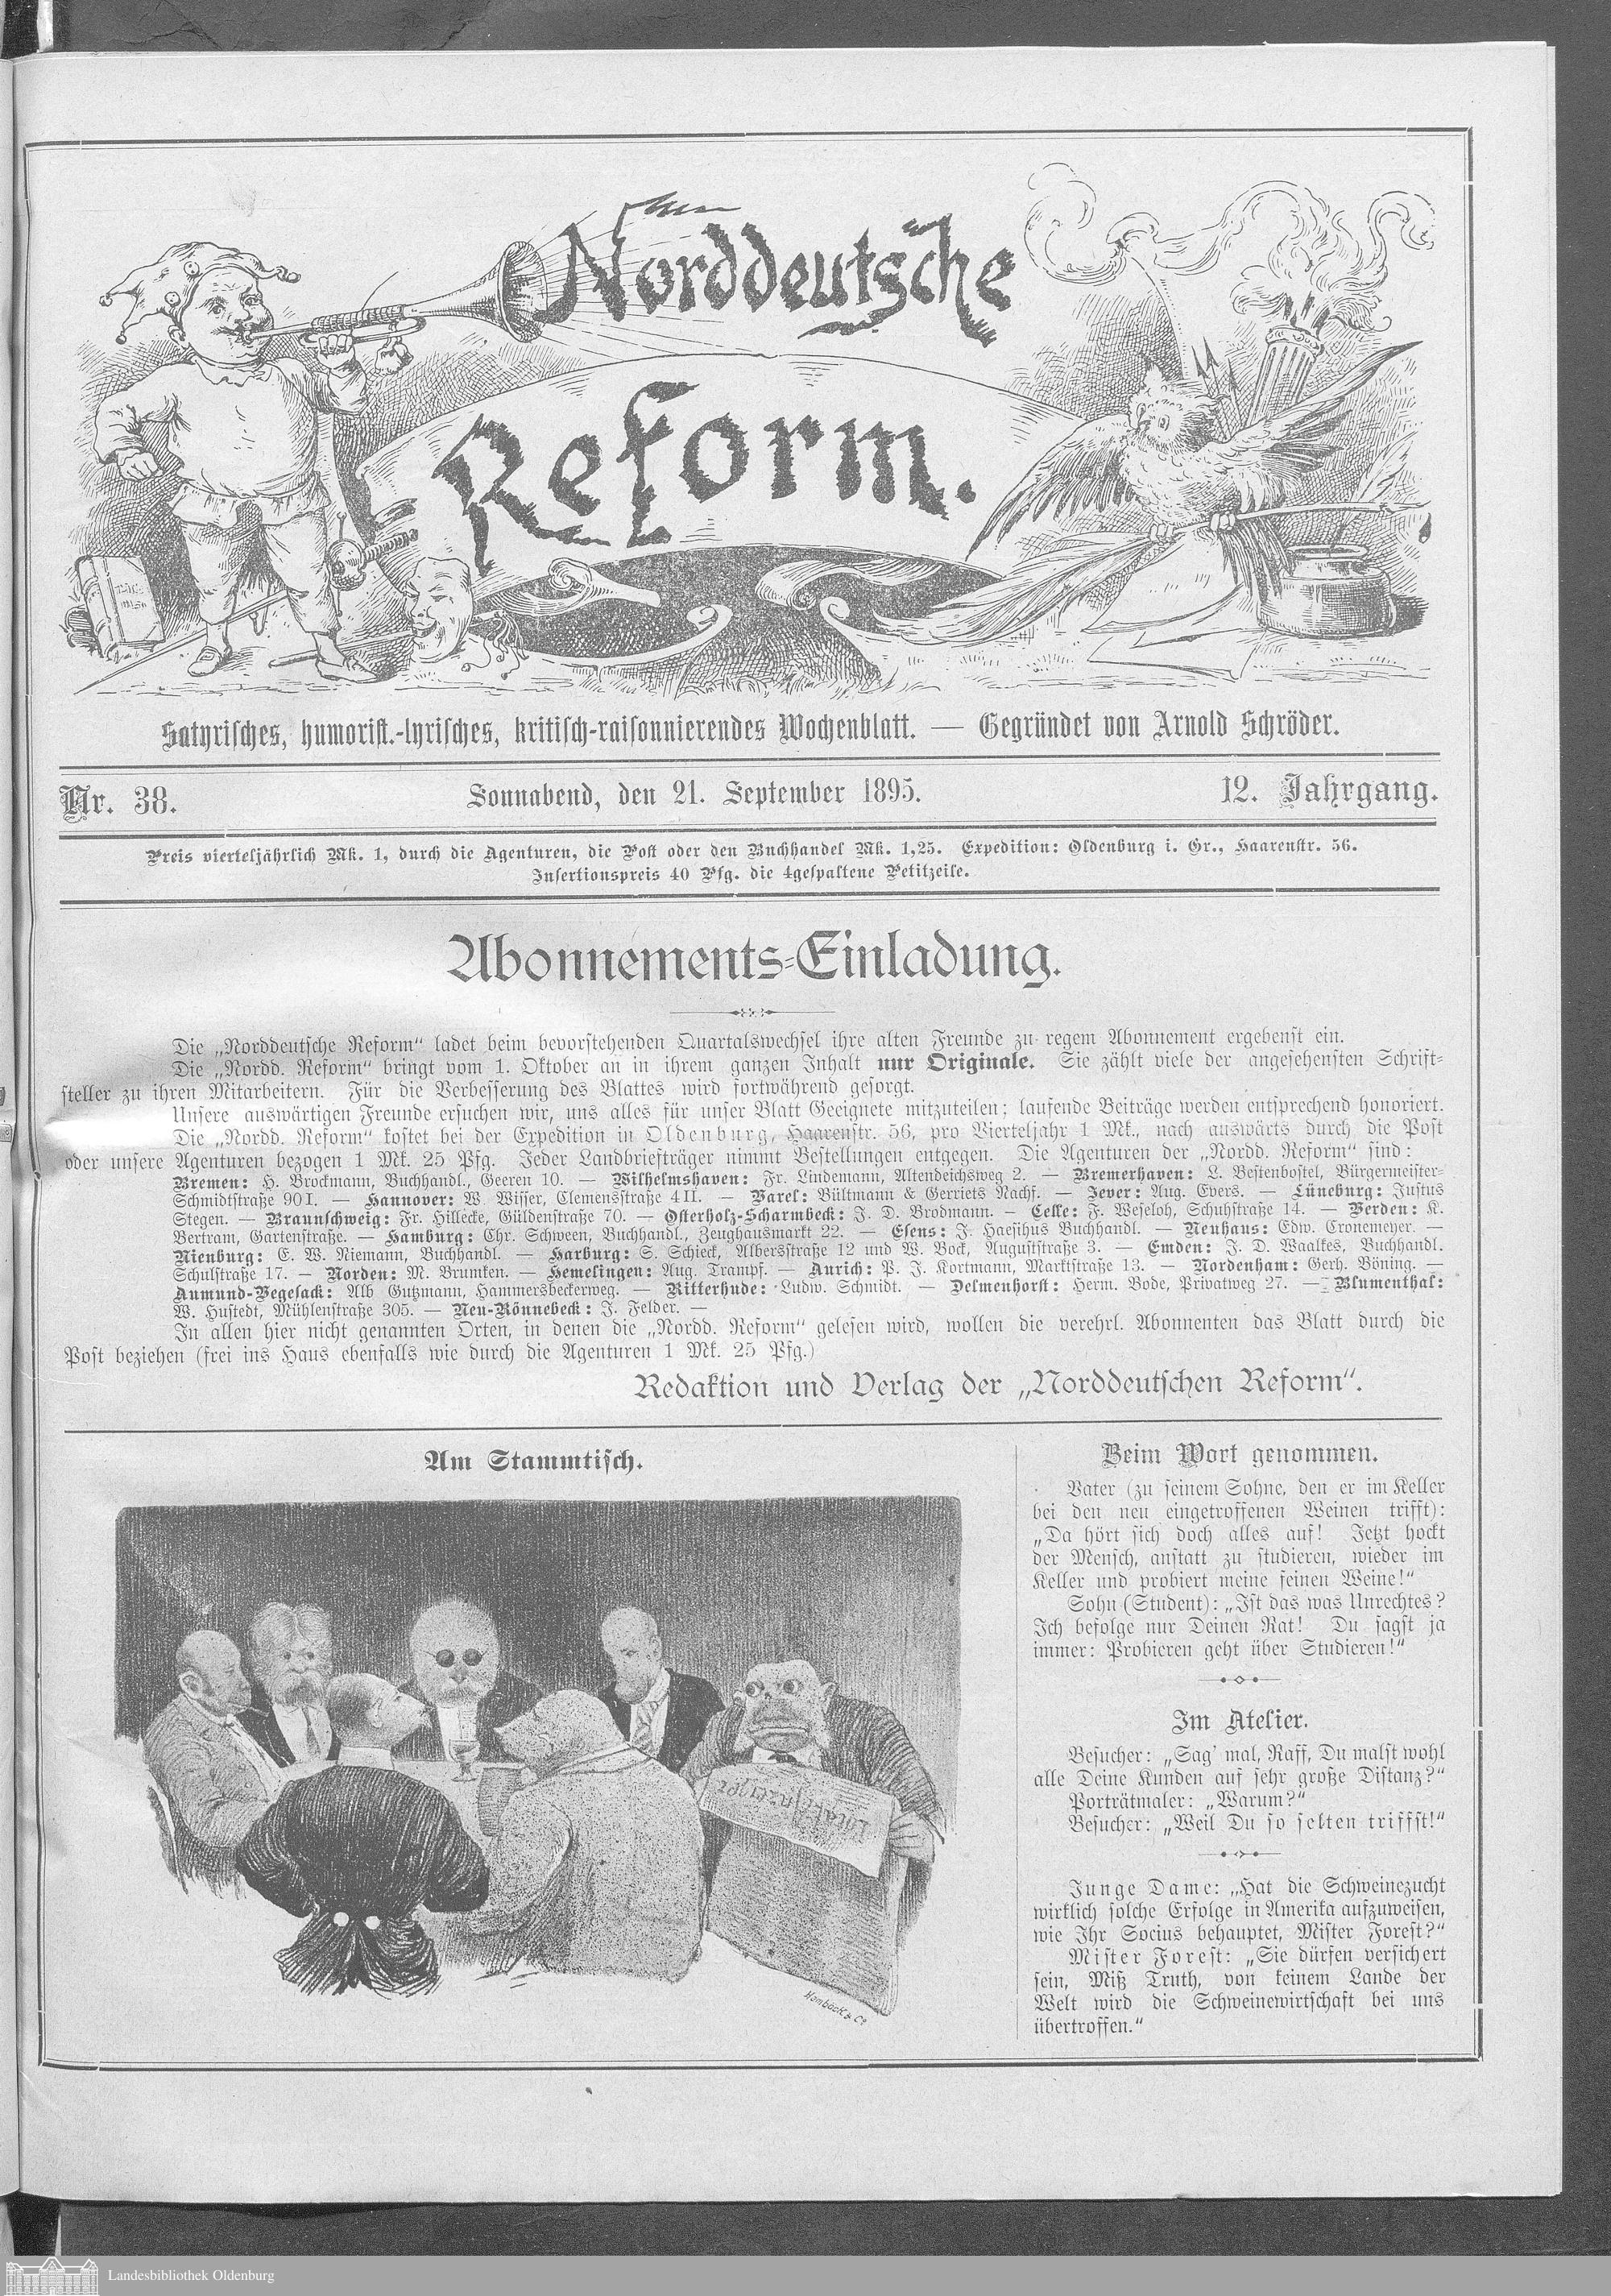 Norddeutsche
Reform.
Satyrisches, humorist.-lyrisches, kritisch-raisonnierendes Wochenblatt. — Gegründet von Arnold Schröder.
Nr. 38. Sonnabend, den 21. September 1895. 12. Jahrgang.
Preis vierteljährlich Mk. 1, durch die Agenturen, die Post oder den Buchhandel Mk. 1,25. Expedition: Oldenburg i. Gr., Haarenstr. 56.
Insertionspreis 40 Pfg. die 4gespaltene Petitzeile.
Abonnements-Einladung.
Die „Norddeutsche Reform“ ladet beim bevorstehenden Quartalswechsel ihre alten Freunde zu regem Abonnement ergebenst ein.
Die „Nordd. Reform“ bringt vom 1. Oktober an in ihrem ganzen Inhalt nur Originale. Sie zählt viele der angesehensten Schrift-
steller zu ihren Mitarbeitern. Für die Verbesserung des Blattes wird fortwährend gesorgt.
Unsere auswärtigen Freunde ersuchen wir, uns alles für unser Blatt Geeignete mitzuteilen; laufende Beiträge werden entsprechend honoriert.
Die „Nordd. Reform“ kostet bei der Expedition in Oldenburg, Haarenstr. 56, pro Vierteljahr 1 Mk., nach auswärts durch die Post
oder unsere Agenturen bezogen 1 Mk. 25 Pfg. Jeder Landbriefträger nimmt Bestellungen entgegen. Die Agenturen der „Nordd. Reform“ sind:
Bremen: H. Brockmann, Buchhandl., Geeren 10. — Wilhelmshaven: Fr. Lindemann, Altendeichsweg 2. — Bremerhaven: L. Bestenbostel, Bürgermeister-
Schmidtstraße 90 I. — Hannover: W. Wisser, Clemensstraße 4 II. — Varel: Bültmann & Gerriets Nachf. — Jever: Aug. Evers. — Lüneburg: Justus
Stegen. — Braunschweig: Fr. Hillecke, Güldenstraße 70. — Osterholz-Scharmbeck: J. D. Brodmann. — Celle: F. Weseloh, Schuhstraße 14. — Verden: K.
Bertram, Gartenstraße. — Hamburg: Chr. Schween, Buchhandl., Zeughausmarkt 22. — Esens: J. Haesihus Buchhandl. — Neuhaus: Edw. Cronemeyer. —
Nienburg: E. W. Niemann, Buchhandl. — Harburg: S. Schieck, Albersstraße 12 und W. Bock, Auguststraße 3. — Emden: J. D. Waalkes, Buchhandl.
Schulstraße 17. — Norden: M. Brumken. — Hemelingen: Aug. Trampf. — Aurich: P. J. Kortmann, Marktstraße 13. — Nordenham: Gerh. Böning. —
Aumund-Vegesack: Alb Gutzmann, Hammersbeckerweg. — Ritterhude: Ludw. Schmidt. — Delmenhorst: Herm. Bode, Privatweg 27. — Blumenthal:
W. Hustedt, Mühlenstraße 305. — Neu-Rönnebeck: J. Felder. —
In allen hier nicht genannten Orten, in denen die „Nordd. Reform“ gelesen wird, wollen die verehrl. Abonnenten das Blatt durch die
Post beziehen (frei ins Haus ebenfalls wie durch die Agenturen 1 Mk. 25 Pfg.)
Redaktion und Verlag der „Norddeutschen Reform“.
Am Stammtisch.
Lokalanzeiger
Hambock & Co
Beim Wort genommen.
Vater (zu seinem Sohne, den er im Keller
bei den neu eingetroffenen Weinen trifft):
„Da hört sich doch alles auf! Jetzt hockt
der Mensch, anstatt zu studieren, wieder im
Keller und probiert meine feinen Weine!“
Sohn (Student): „Ist das was Unrechtes?
Ich befolge nur Deinen Rat! Du sagst ja
immer: Probieren geht über Studieren!“
Im Atelier.
Besucher: „Sag' mal, Raff, Du malst wohl
alle Deine Kunden auf sehr große Distanz?“
Porträtmaler: „Warum?“
Besucher: „Weil Du so selten triffst!“
Junge Dame: „Hat die Schweinezucht
wirklich solche Erfolge in Amerika aufzuweisen,
wie Ihr Socius behauptet, Mister Forest?“
Mister Forest: „Sie dürfen versichert
sein, Miß Truth, von keinem Lande der
Welt wird die Schweinewirtschaft bei uns
übertroffen.“
Landesbibliothek Oldenburg